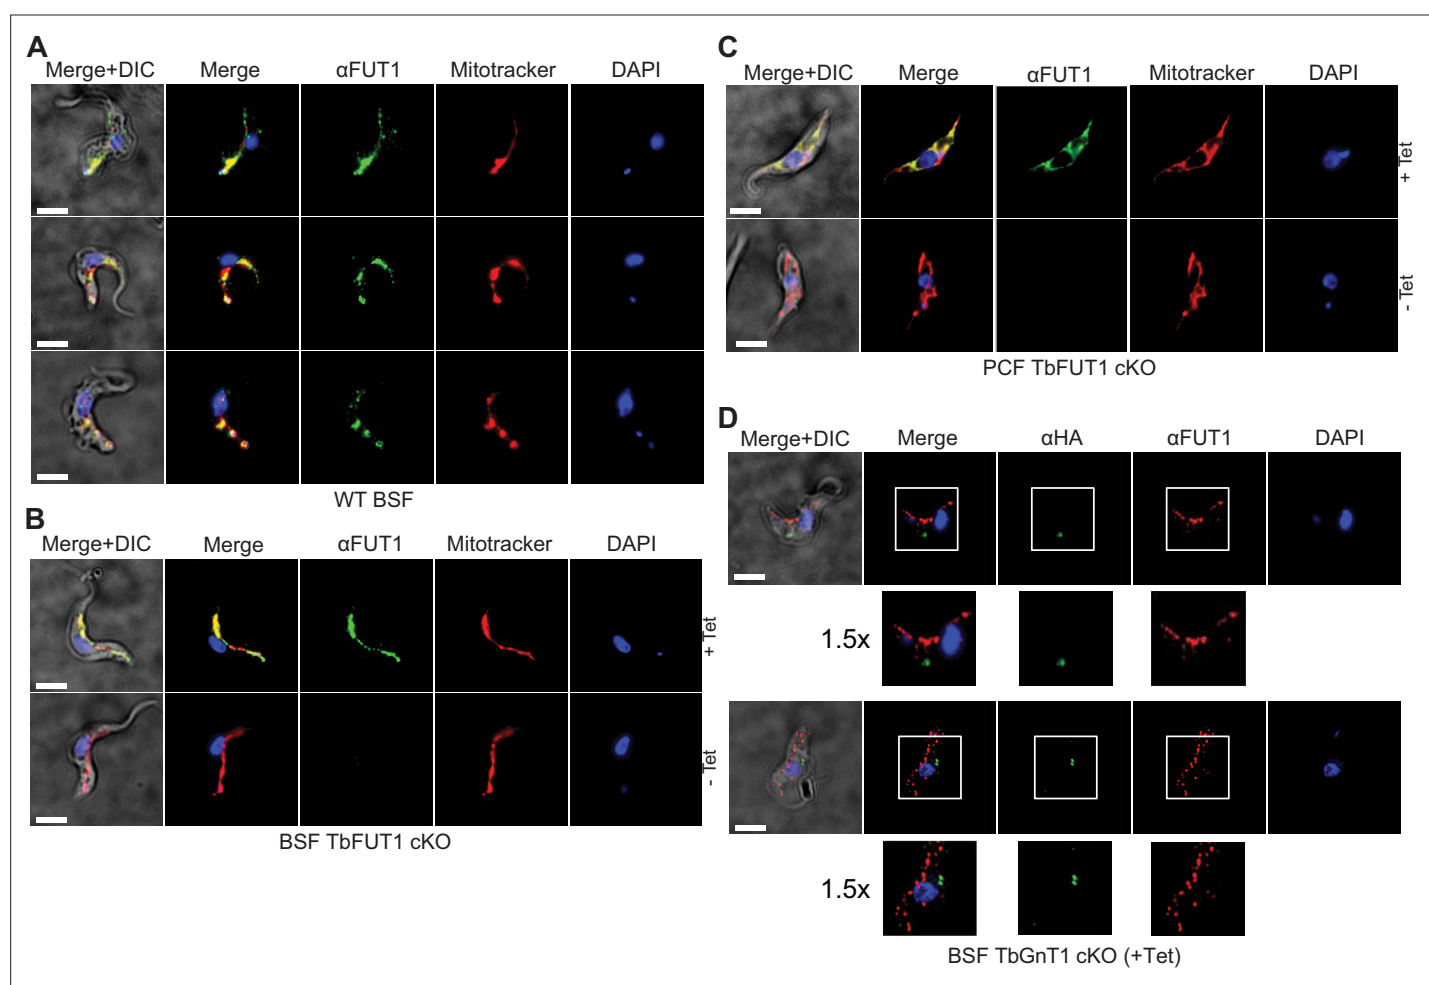 A
Merge+DIC Merge αFUT1 Mitotracker DAPI
WT BSF
B
Merge+DIC Merge αFUT1 Mitotracker DAPI
+ Tet
- Tet
BSF TbFUT1 cKO
C
Merge+DIC Merge αFUT1 Mitotracker DAPI
+ Tet
- Tet
PCF TbFUT1 cKO
D
Merge+DIC Merge αHA αFUT1 DAPI
1.5x
1.5x
BSF TbGnT1 cKO (+Tet)